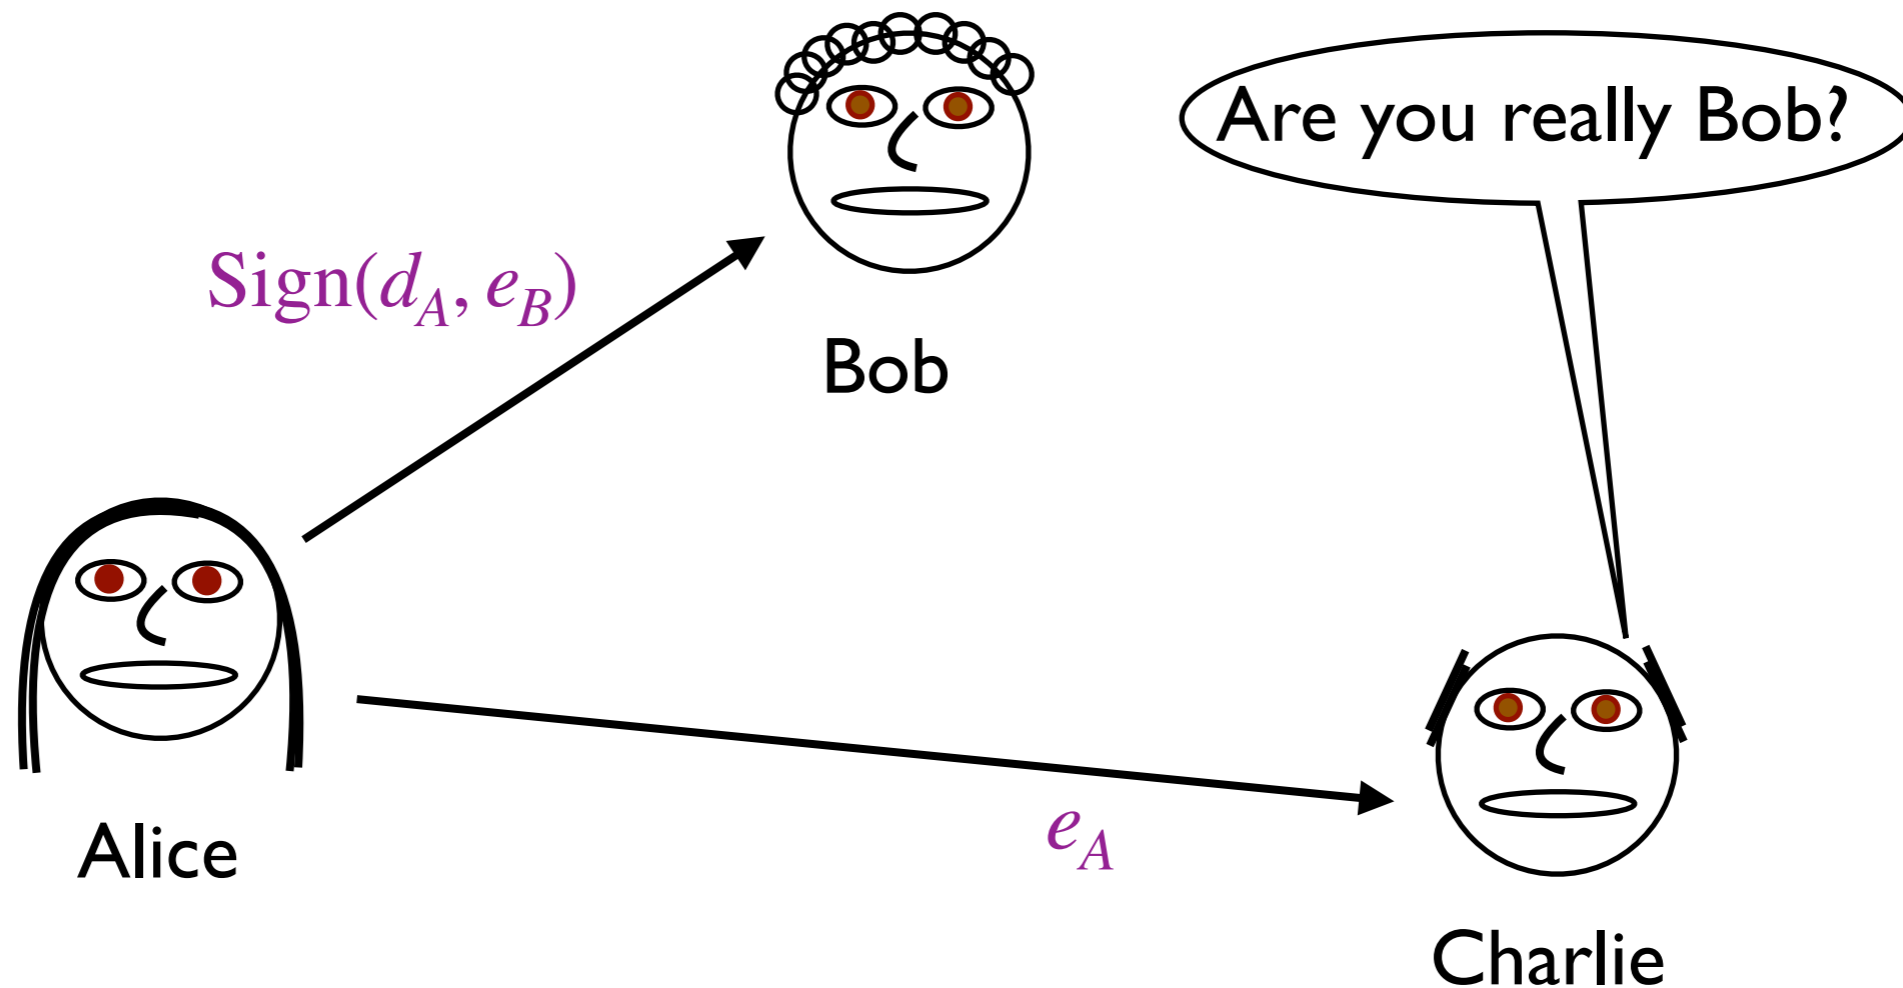 Are you really Bob?
Sign(d_A, e_B)
Bob
e_A
Alice
Charlie